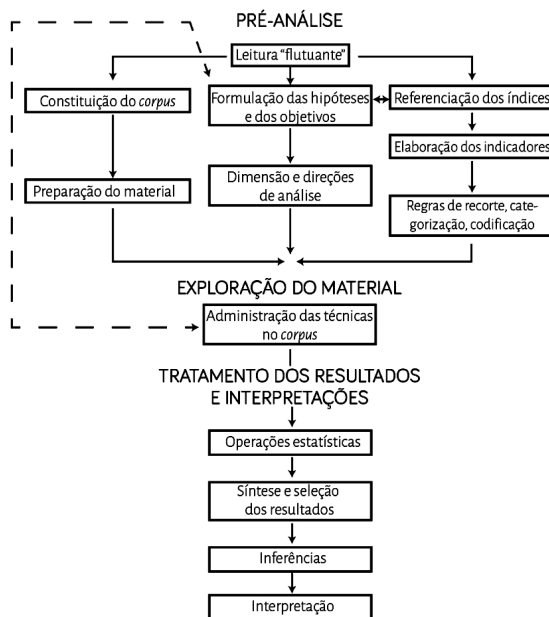 PRÉ-ANÁLISE
Leitura “flutuante”
Constituição do corpus
Formulação das hipóteses
e dos objetivos
Referenciação dos índices
Elaboração dos indicadores
Preparação do material
Dimensão e direções
de análise
Regras de recorte, cate-
gorização, codificação
EXPLORAÇÃO DO MATERIAL
Administração das técnicas
no corpus
TRATAMENTO DOS RESULTADOS
E INTERPRETAÇÕES
Operações estatísticas
Síntese e seleção
dos resultados
Inferências
Interpretação